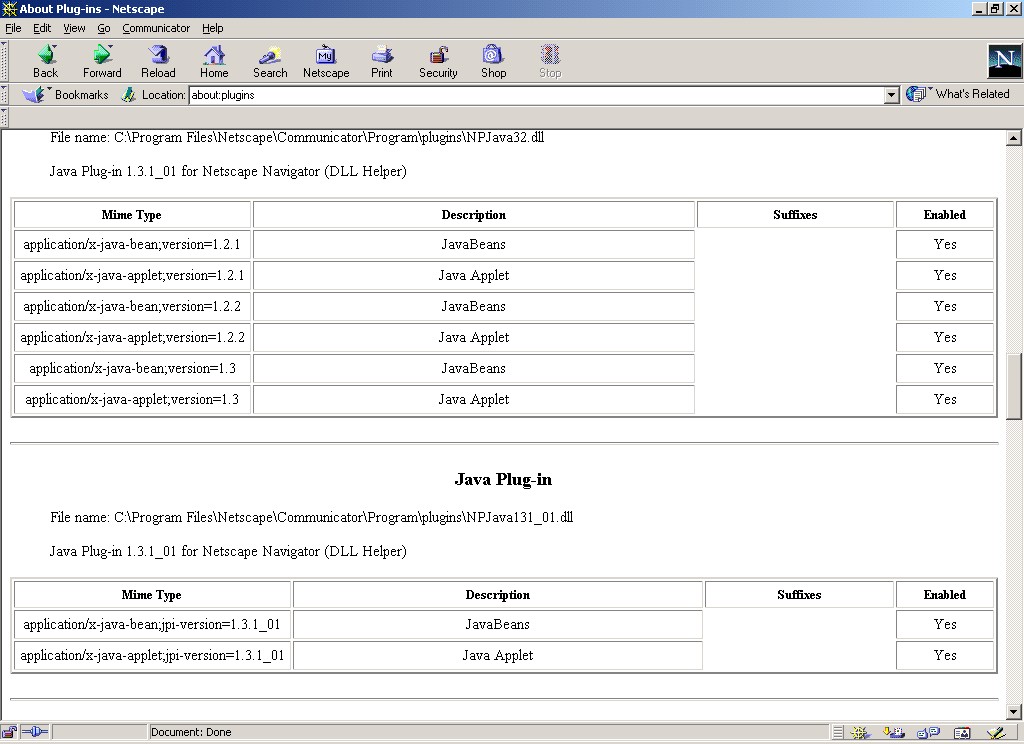 About Plug-ins - Netscape
File Edit View Go Communicator Help
Back Forward Reload Home Search Netscape Print Security Shop Stop
My
N
Bookmarks Location: about:plugins What's Related
File name: C:\Program Files\Netscape\Communicator\Program\plugins\NPJava32.dll
Java Plug-in 1.3.1_01 for Netscape Navigator (DLL Helper)
Mime Type Description Suffixes Enabled
application/x-java-bean;version=1.2.1 JavaBeans Yes
application/x-java-applet;version=1.2.1 Java Applet Yes
application/x-java-bean;version=1.2.2 JavaBeans Yes
application/x-java-applet;version=1.2.2 Java Applet Yes
application/x-java-bean;version=1.3 JavaBeans Yes
application/x-java-applet;version=1.3 Java Applet Yes
Java Plug-in
File name: C:\Program Files\Netscape\Communicator\Program\plugins\NPJava131_01.dll
Java Plug-in 1.3.1_01 for Netscape Navigator (DLL Helper)
Mime Type Description Suffixes Enabled
application/x-java-bean;jpi-version=1.3.1_01 JavaBeans Yes
application/x-java-applet;jpi-version=1.3.1_01 Java Applet Yes
Document: Done